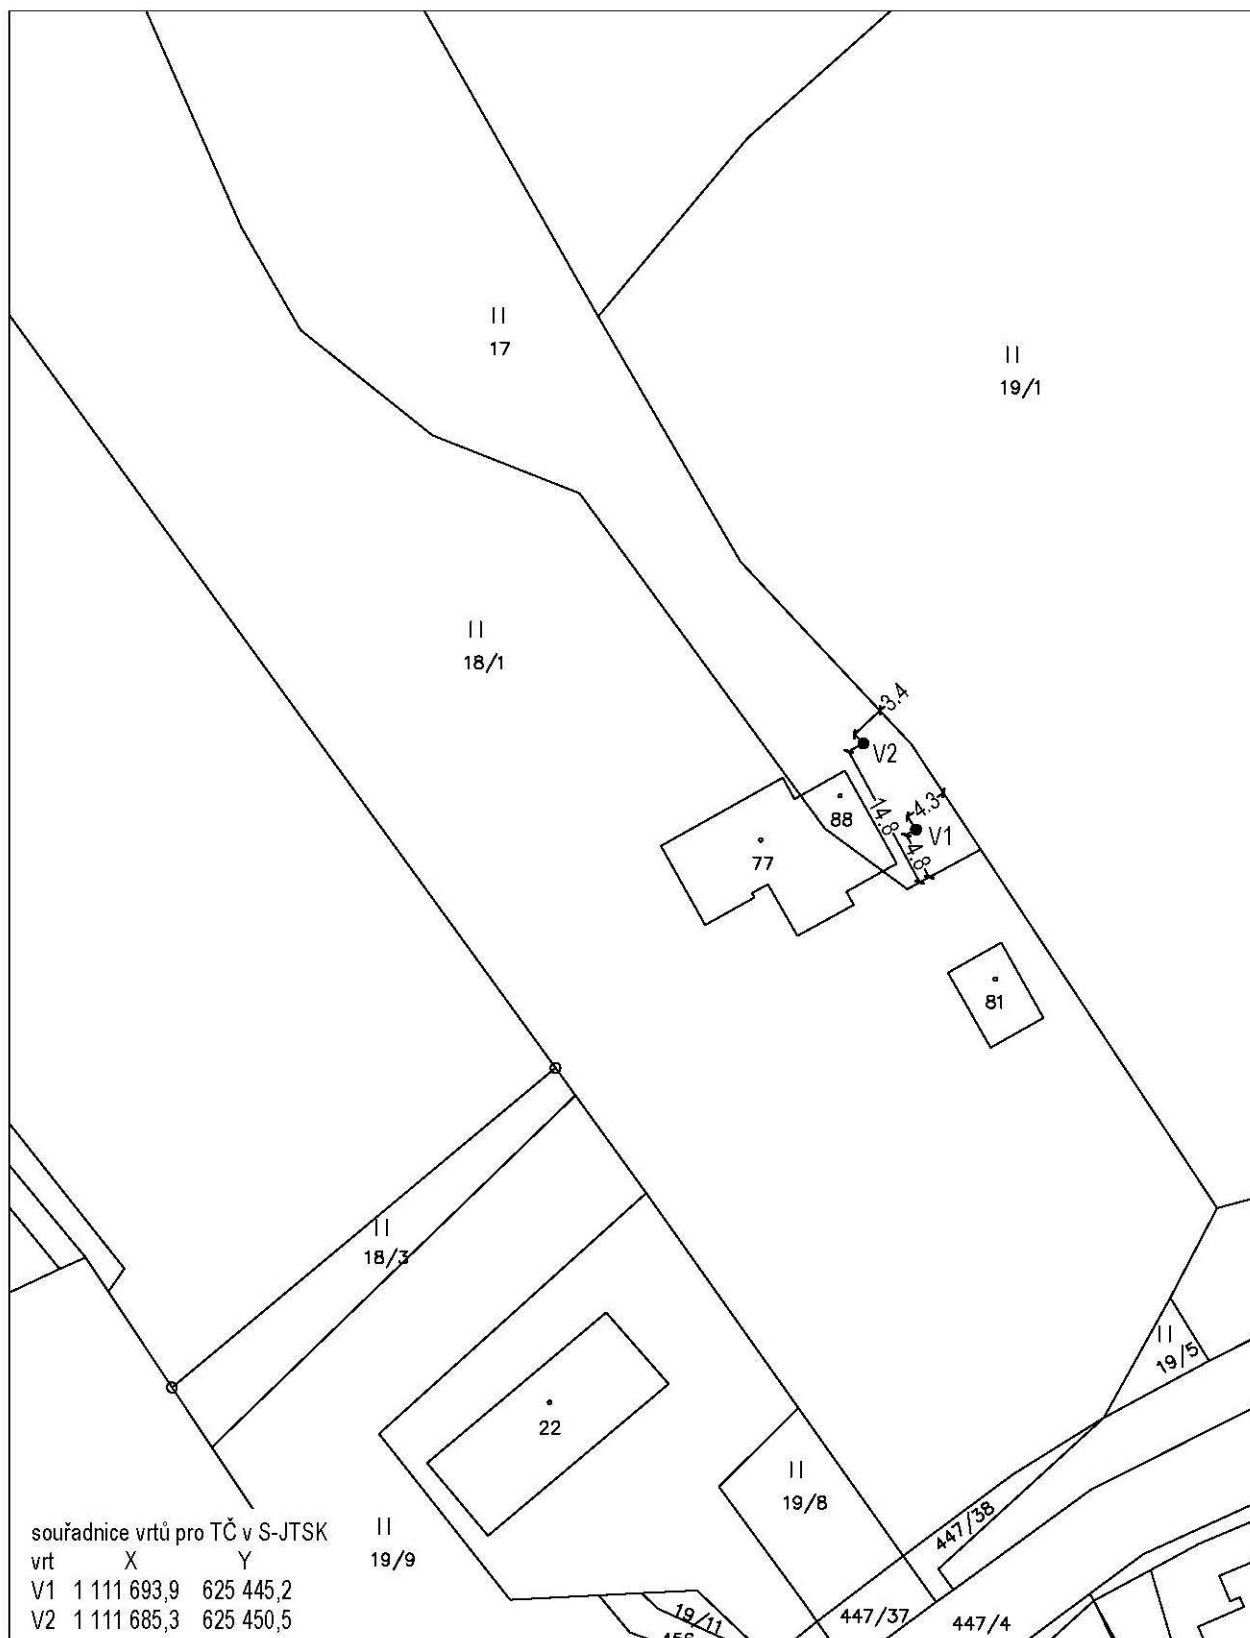 II
17
II
19/1
II
18/1
3.4
V2
14.8
4.3
V1
4.8
88
77
81
II
18/3
II
19/5
22
II
19/8
447/38
II
19/9
19/11
447/37
447/4
souřadnice vrtů pro TČ v S-JTSK
vrt X Y
V1 1 111 693,9 625 445,2
V2 1 111 685,3 625 450,5